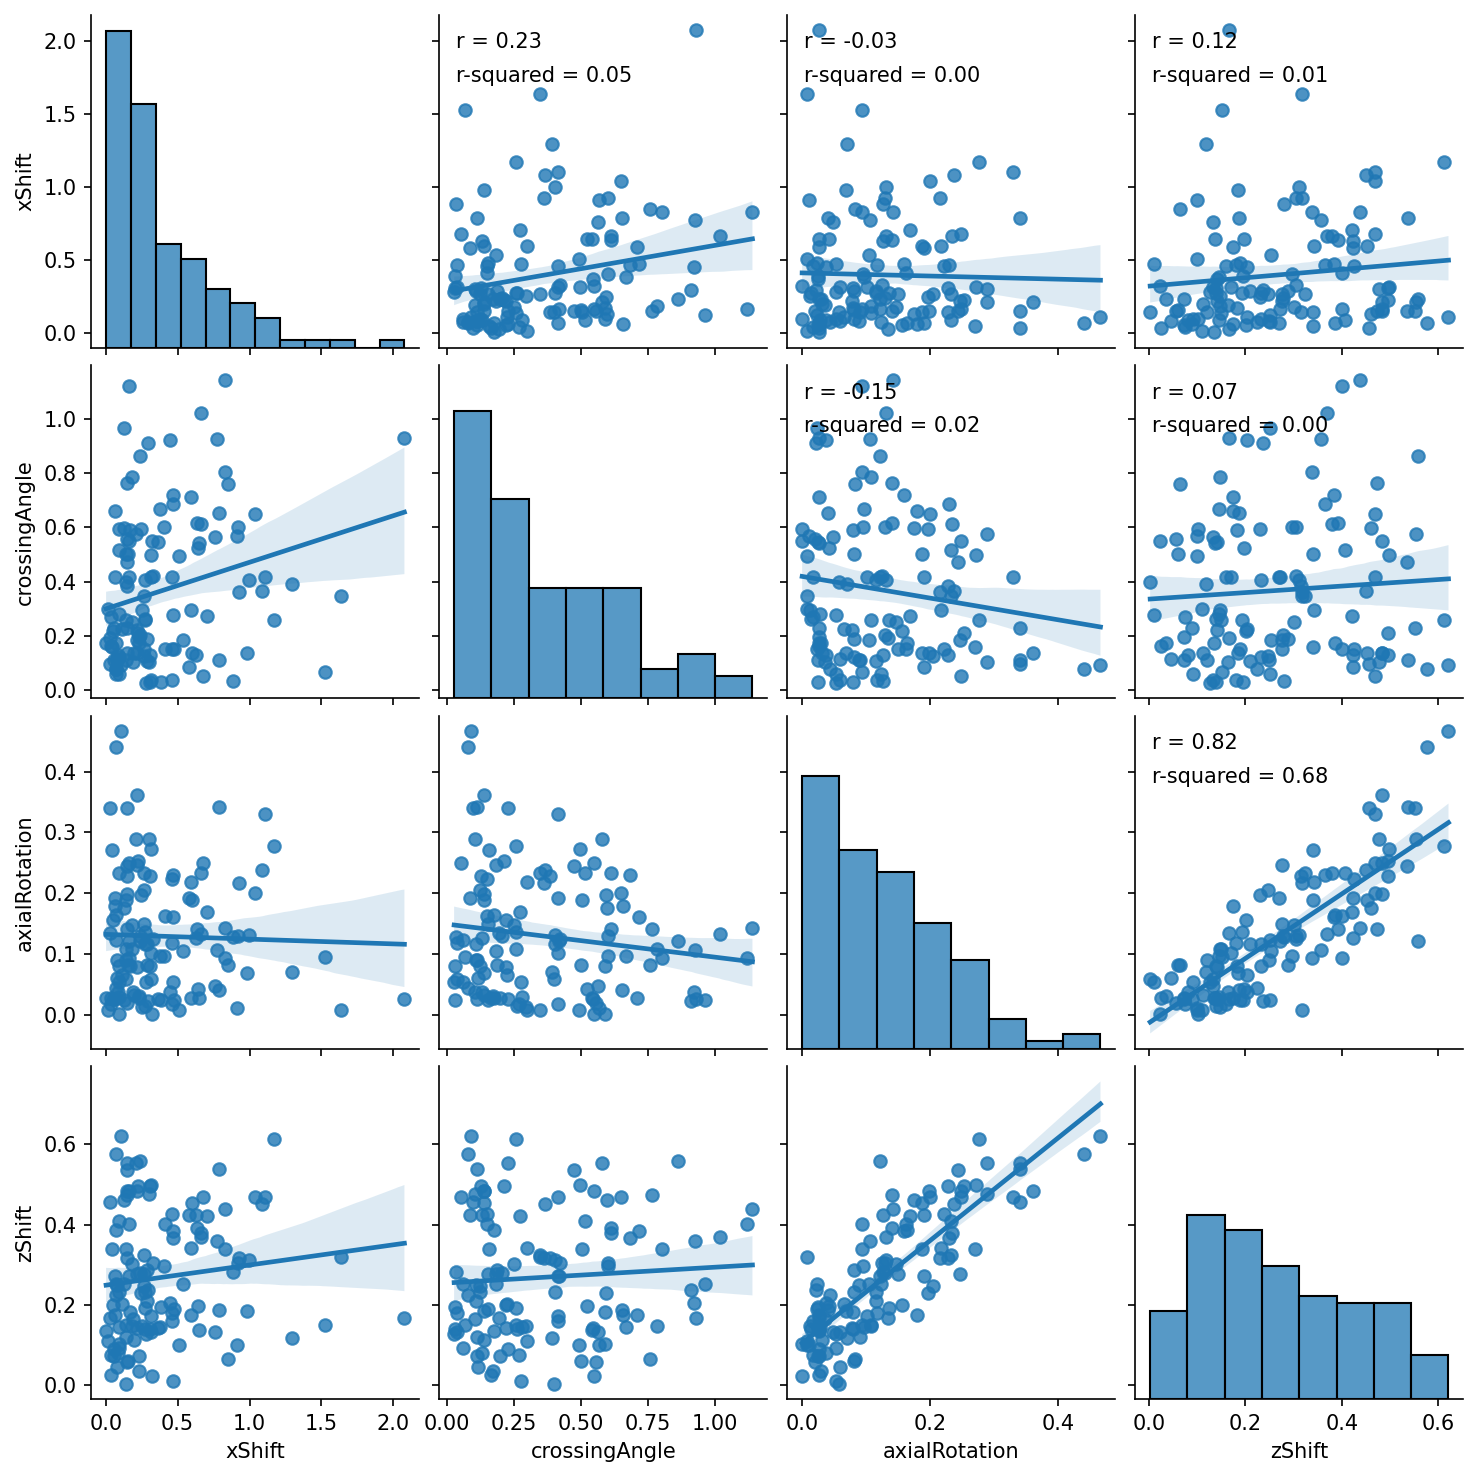 2.0
1.5
1.0
0.5
0.0
xShift
r = 0.23
r-squared = 0.05
r = -0.03
r-squared = 0.00
r = 0.12
r-squared = 0.01
1.0
0.8
0.6
0.4
0.2
0.0
crossingAngle
r = -0.15
r-squared = 0.02
r = 0.07
r-squared = 0.00
0.4
0.3
0.2
0.1
0.0
axialRotation
r = 0.82
r-squared = 0.68
0.6
0.4
0.2
0.0
zShift
0.0 0.5 1.0 1.5 2.0
0.00 0.25 0.50 0.75 1.00
0.0 0.2 0.4
0.0 0.2 0.4 0.6
xShift
crossingAngle
axialRotation
zShift